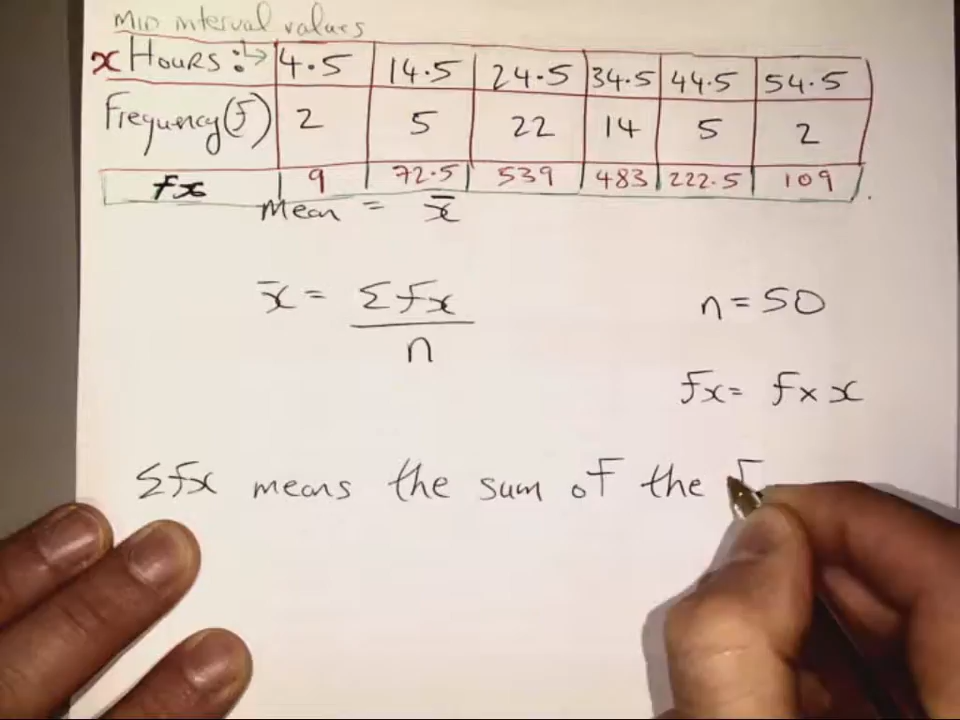 Mid interval values
x Hours: 4.5 14.5 24.5 34.5 44.5 54.5
Frequency(f) 2 5 22 14 5 2
fx 9 72.5 539 483 222.5 109
Mean = x̄
x̄ = Σfx
n
n = 50
fx = f × x
Σfx means the sum of the f